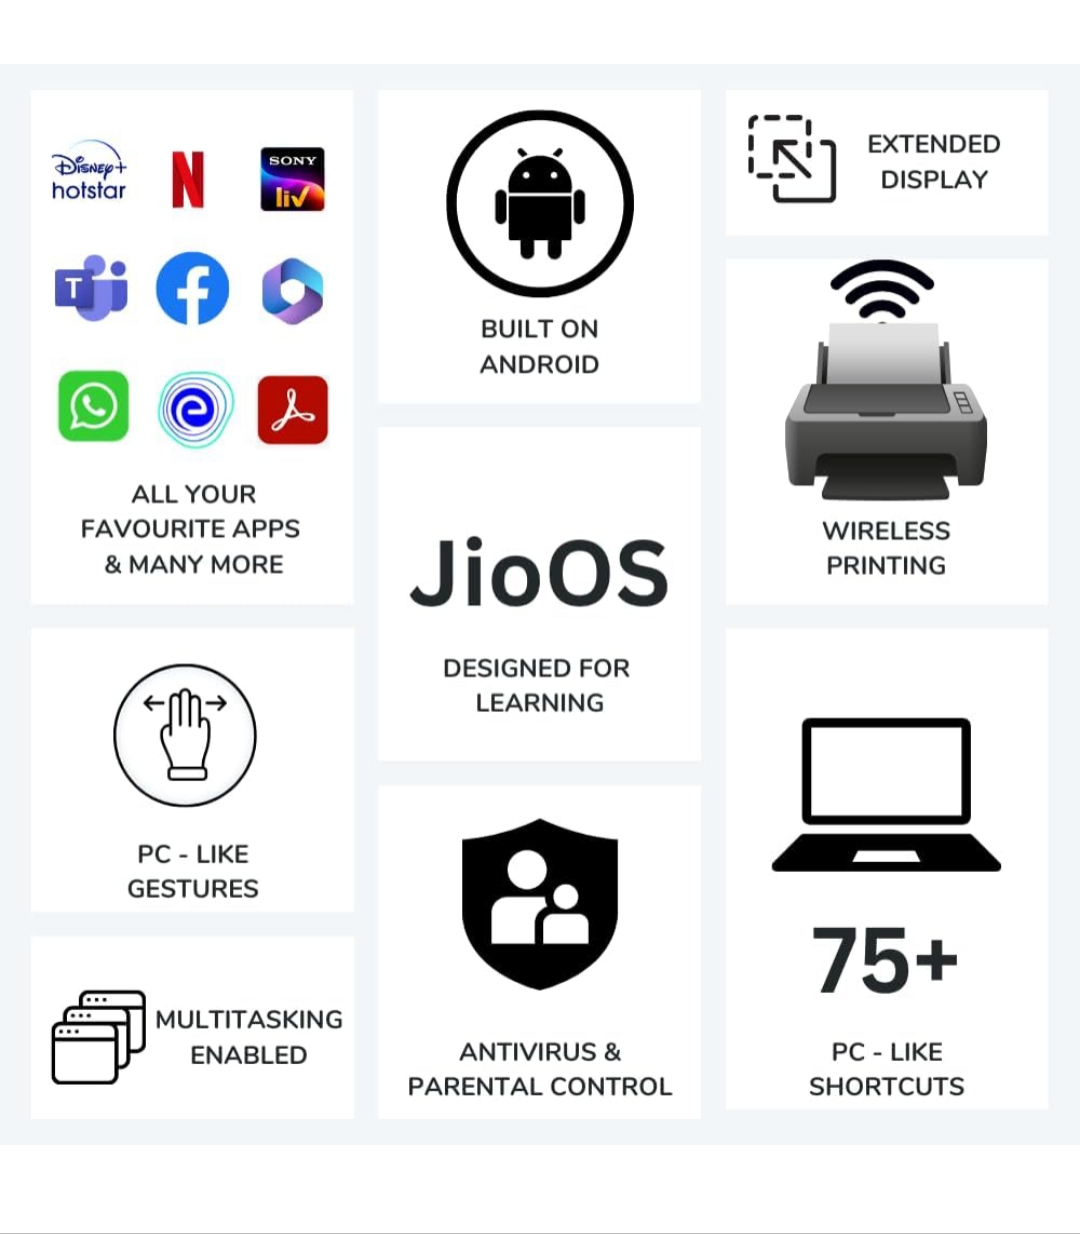 Disney+
hotstar
N
SONY
liv
T
ALL YOUR
FAVOURITE APPS
& MANY MORE
BUILT ON
ANDROID
EXTENDED
DISPLAY
WIRELESS
PRINTING
JioOS
DESIGNED FOR
LEARNING
PC - LIKE
GESTURES
MULTITASKING
ENABLED
ANTIVIRUS &
PARENTAL CONTROL
75+
PC - LIKE
SHORTCUTS